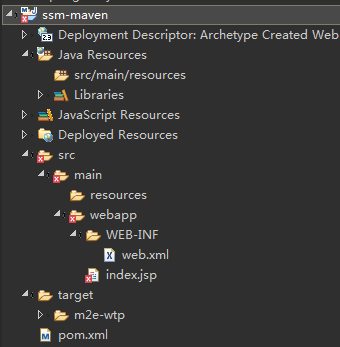 ssm-maven
Deployment Descriptor: Archetype Created Web
Java Resources
src/main/resources
Libraries
JavaScript Resources
Deployed Resources
src
main
resources
webapp
WEB-INF
web.xml
index.jsp
target
m2e-wtp
pom.xml